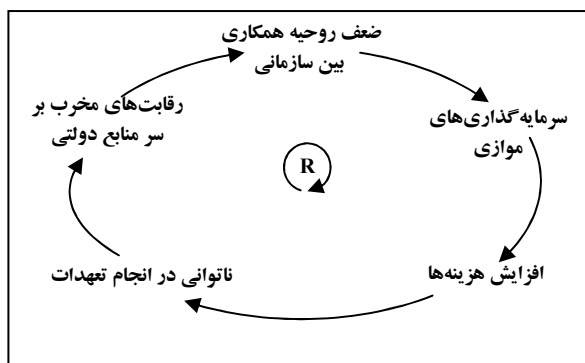 ضعف روحیه همکاری
بین سازمانی
سرمایه‌گذاری‌های
موازی
افزایش هزینه‌ها
ناتوانی در انجام تعهدات
رقابت‌های مخرب بر
سر منابع دولتی
R